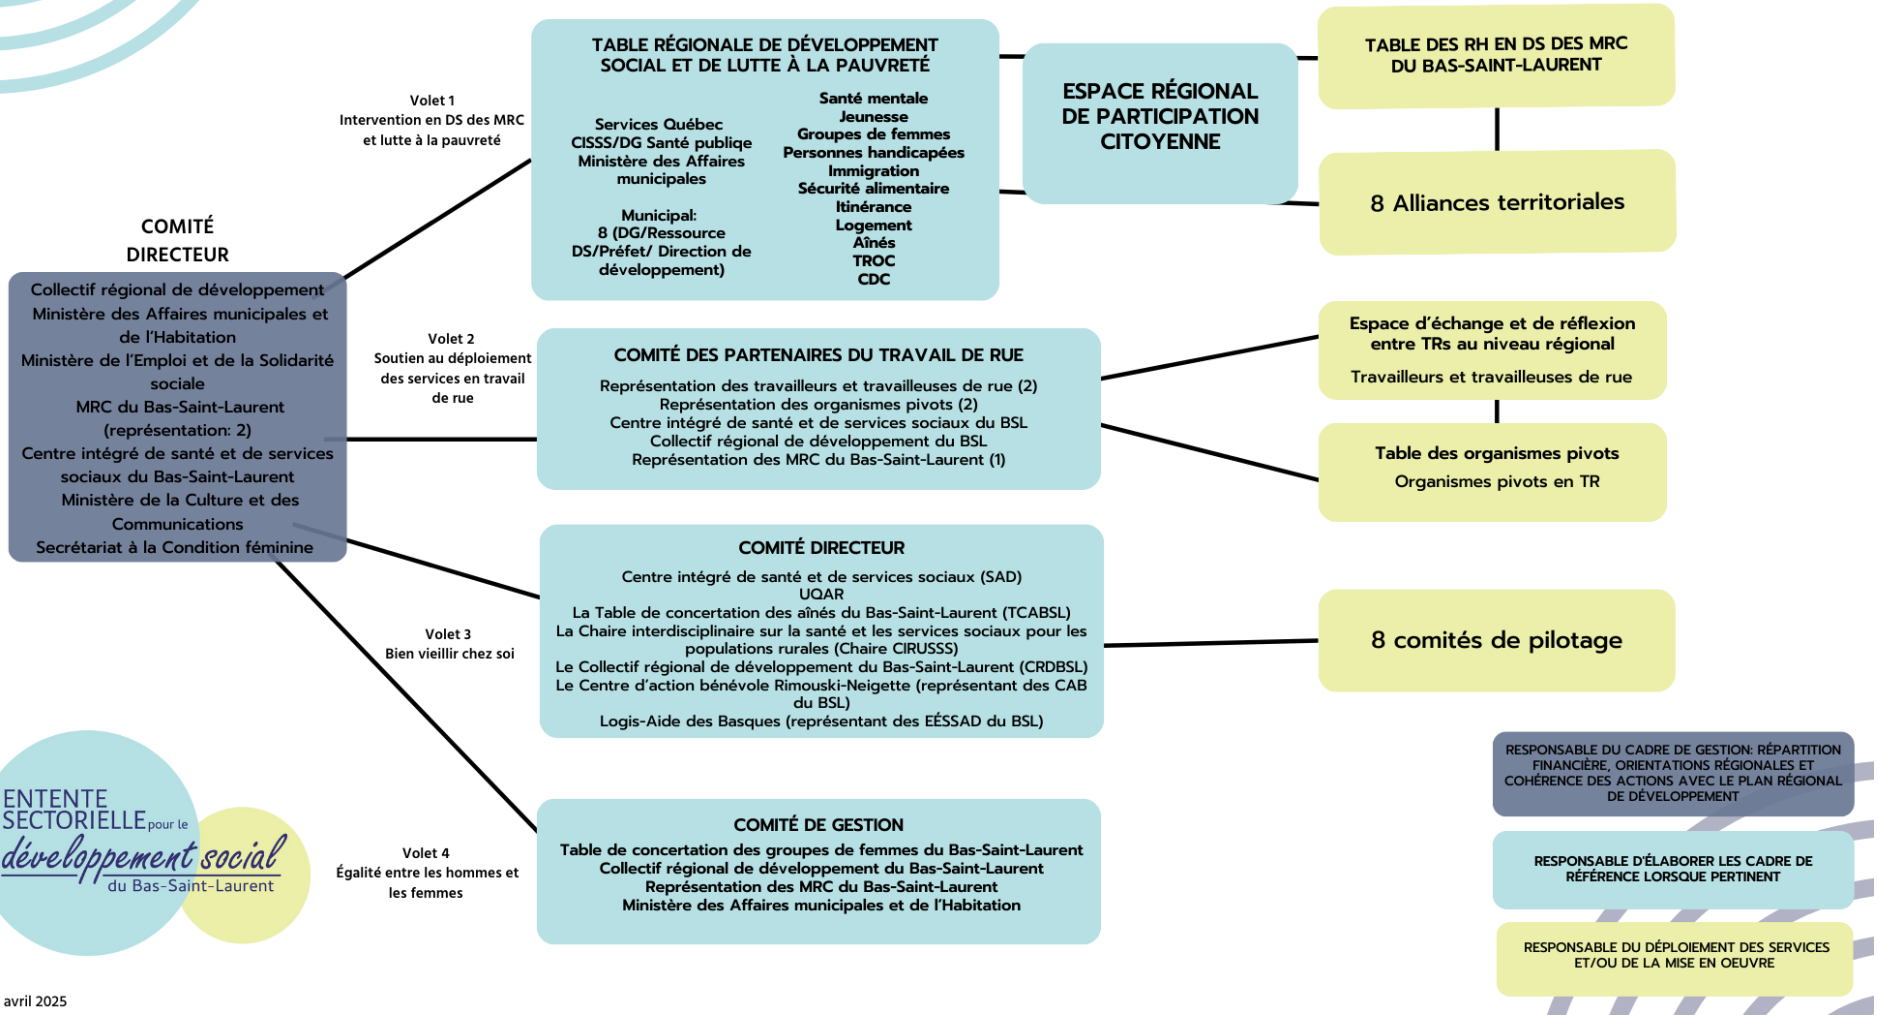 COMITÉ
DIRECTEUR
Collectif régional de développement
Ministère des Affaires municipales et
de l'Habitation
Ministère de l'Emploi et de la Solidarité
sociale
MRC du Bas-Saint-Laurent
(représentation: 2)
Centre intégré de santé et de services
sociaux du Bas-Saint-Laurent
Ministère de la Culture et des
Communications
Secrétariat à la Condition féminine
Volet 1
Intervention en DS des MRC
et lutte à la pauvreté
TABLE RÉGIONALE DE DÉVELOPPEMENT
SOCIAL ET DE LUTTE À LA PAUVRETÉ
Services Québec
CISSS/DG Santé publiqe
Ministère des Affaires
municipales
Municipal:
8 (DG/Ressource
DS/Préfet/ Direction de
développement)
Santé mentale
Jeunesse
Groupes de femmes
Personnes handicapées
Immigration
Sécurité alimentaire
Itinérance
Logement
Aînés
TROC
CDC
ESPACE RÉGIONAL
DE PARTICIPATION
CITOYENNE
TABLE DES RH EN DS DES MRC
DU BAS-SAINT-LAURENT
8 Alliances territoriales
Volet 2
Soutien au déploiement
des services en travail
de rue
COMITÉ DES PARTENAIRES DU TRAVAIL DE RUE
Représentation des travailleurs et travailleuses de rue (2)
Représentation des organismes pivots (2)
Centre intégré de santé et de services sociaux du BSL
Collectif régional de développement du BSL
Représentation des MRC du Bas-Saint-Laurent (1)
Espace d'échange et de réflexion
entre TRs au niveau régional
Travailleurs et travailleuses de rue
Table des organismes pivots
Organismes pivots en TR
Volet 3
Bien vieillir chez soi
COMITÉ DIRECTEUR
Centre intégré de santé et de services sociaux (SAD)
UQAR
La Table de concertation des aînés du Bas-Saint-Laurent (TCABSL)
La Chaire interdisciplinaire sur la santé et les services sociaux pour les
populations rurales (Chaire CIRUSSS)
Le Collectif régional de développement du Bas-Saint-Laurent (CRDBSL)
Le Centre d'action bénévole Rimouski-Neigette (représentant des CAB
du BSL)
Logis-Aide des Basques (représentant des EÉSSAD du BSL)
8 comités de pilotage
Volet 4
Égalité entre les hommes et
les femmes
COMITÉ DE GESTION
Table de concertation des groupes de femmes du Bas-Saint-Laurent
Collectif régional de développement du Bas-Saint-Laurent
Représentation des MRC du Bas-Saint-Laurent
Ministère des Affaires municipales et de l'Habitation
RESPONSABLE DU CADRE DE GESTION: RÉPARTITION
FINANCIÈRE, ORIENTATIONS RÉGIONALES ET
COHÉRENCE DES ACTIONS AVEC LE PLAN RÉGIONAL
DE DÉVELOPPEMENT
RESPONSABLE D'ÉLABORER LES CADRE DE
RÉFÉRENCE LORSQUE PERTINENT
RESPONSABLE DU DÉPLOIEMENT DES SERVICES
ET/OU DE LA MISE EN OEUVRE
ENTENTE
SECTORIELLE pour le
développement social
du Bas-Saint-Laurent
avril 2025